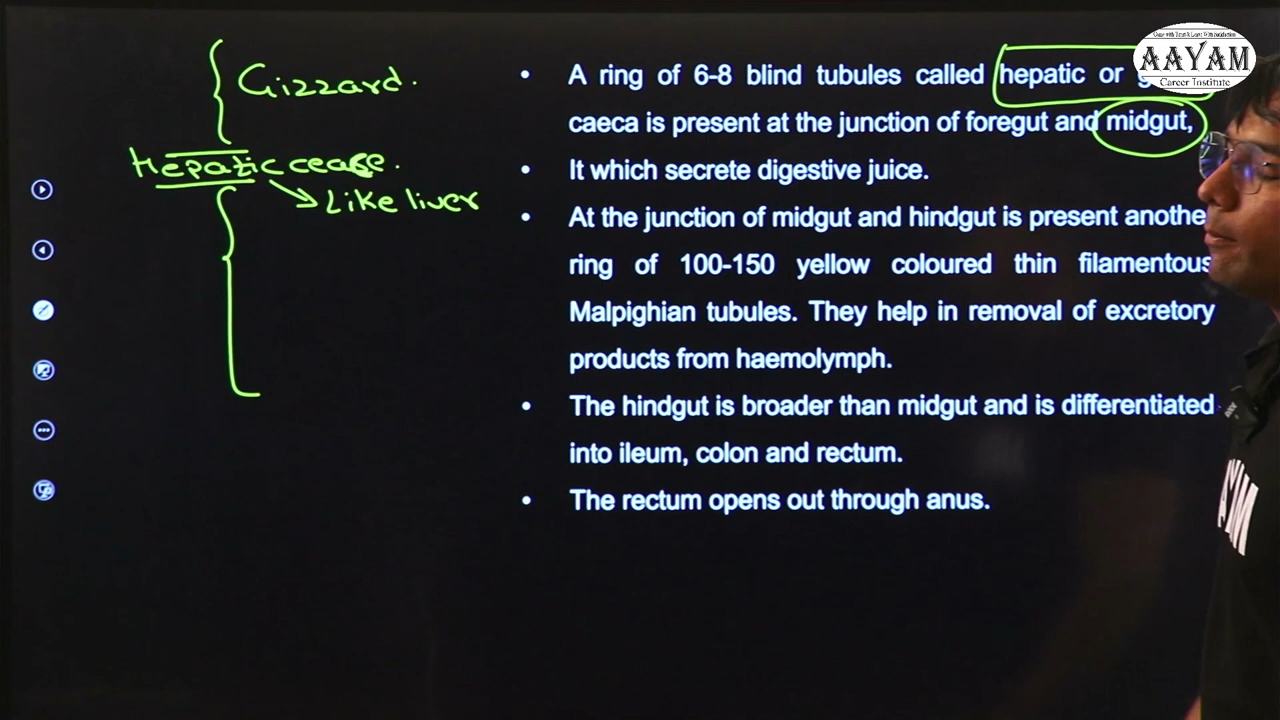 Gizzard.
Hepatic ceace.
Like liver
• A ring of 6-8 blind tubules called hepatic or
caeca is present at the junction of foregut and midgut,
• It which secrete digestive juice.
• At the junction of midgut and hindgut is present anothe
ring of 100-150 yellow coloured thin filamentous
Malpighian tubules. They help in removal of excretory
products from haemolymph.
• The hindgut is broader than midgut and is differentiated
into ileum, colon and rectum.
• The rectum opens out through anus.
AAYAM
Career Institute
AYAM